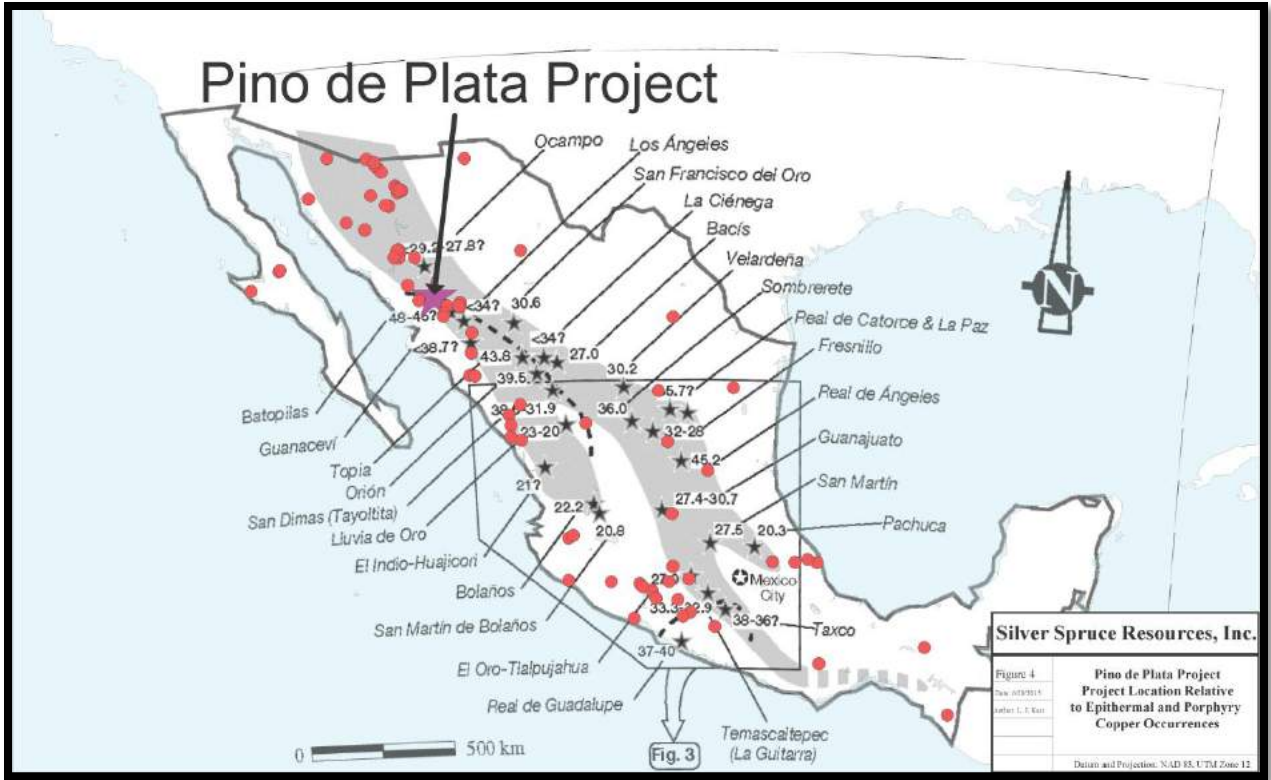 Pino de Plata Project
Ocampo
Los Ángeles
San Francisco del Oro
La Ciénega
Bacís
Velardeña
Sombrerete
Real de Catorce & La Paz
Fresnillo
Real de Ángeles
Guanajuato
San Martín
Pachuca
N
<29.2-27.8?
48-45?
<34?
30.6
<38.7?
43.8
<34?
27.0
39.5
30.2
36.0
32-28
45.2
-31.9
23-20
21?
22.2
20.8
27.4-30.7
27.5
20.3
27.0
38-36?
37-40
Mexico
City
Batopilas
Guanaceví
Topia
Orión
San Dimas (Tayoltita)
Lluvia de Oro
El Indio-Huajicori
Bolaños
San Martín de Bolaños
El Oro-Tlalpujahua
Real de Guadalupe
Taxco
Temascaltepec
(La Guitarra)
Fig. 3
0
500 km
Silver Spruce Resources, Inc.
Figure 4
Pino de Plata Project
Project Location Relative
to Epithermal and Porphyry
Copper Occurrences
Datum and Projection: NAD 83, UTM Zone 12